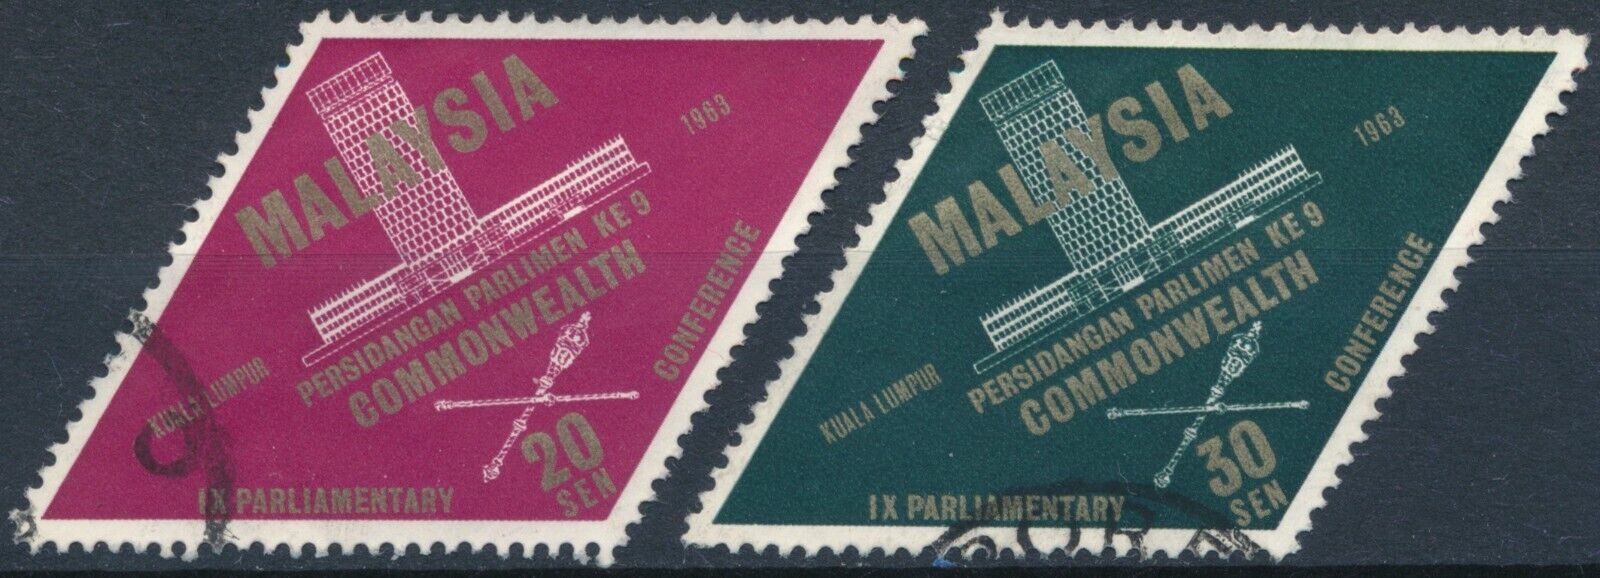 MALAYSIA
1963
PERSIDANGAN PARLIMEN KE 9
COMMONWEALTH
KUALA LUMPUR
CONFERENCE
20
SEN
IX PARLIAMENTARY
MALAYSIA
1963
PERSIDANGAN PARLIMEN KE 9
COMMONWEALTH
KUALA LUMPUR
CONFERENCE
30
SEN
IX PARLIAMENTARY